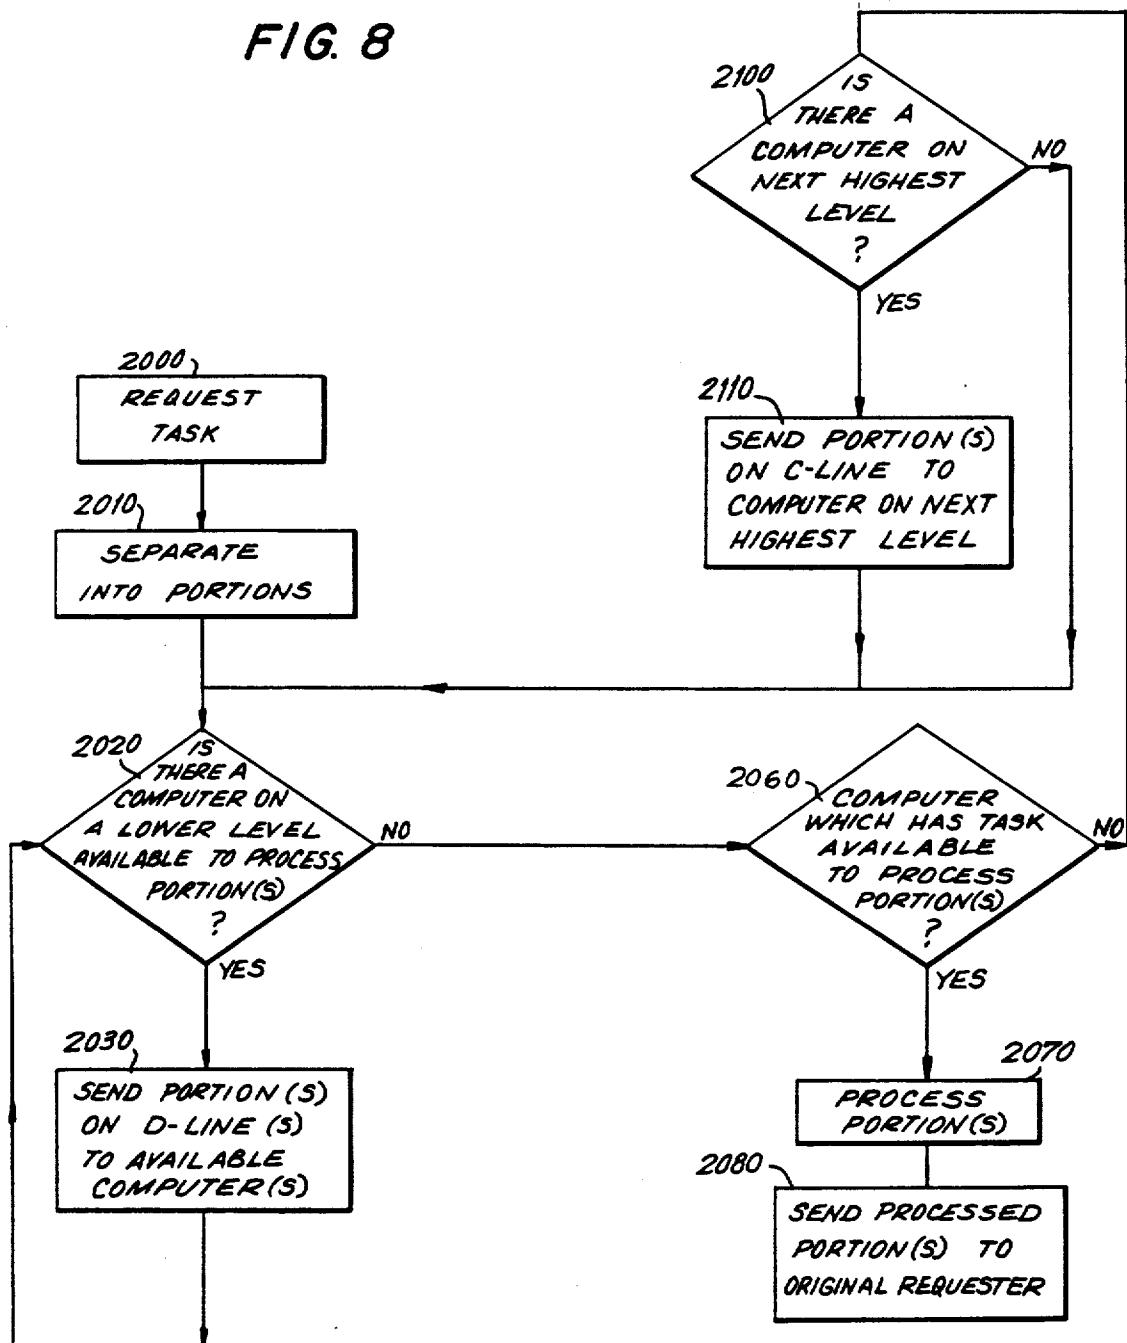 FIG. 8
2100
IS
THERE A
COMPUTER ON
NEXT HIGHEST
LEVEL
?
NO
YES
2110
SEND PORTION(S)
ON C-LINE TO
COMPUTER ON NEXT
HIGHEST LEVEL
2000
REQUEST
TASK
2010
SEPARATE
INTO PORTIONS
2020
IS
THERE A
COMPUTER ON
A LOWER LEVEL
AVAILABLE TO PROCESS
PORTION(S)
?
NO
YES
2030
SEND PORTION(S)
ON D-LINE(S)
TO AVAILABLE
COMPUTER(S)
2060
COMPUTER
WHICH HAS TASK
AVAILABLE
TO PROCESS
PORTION(S)
?
NO
YES
2070
PROCESS
PORTION(S)
2080
SEND PROCESSED
PORTION(S) TO
ORIGINAL REQUESTER